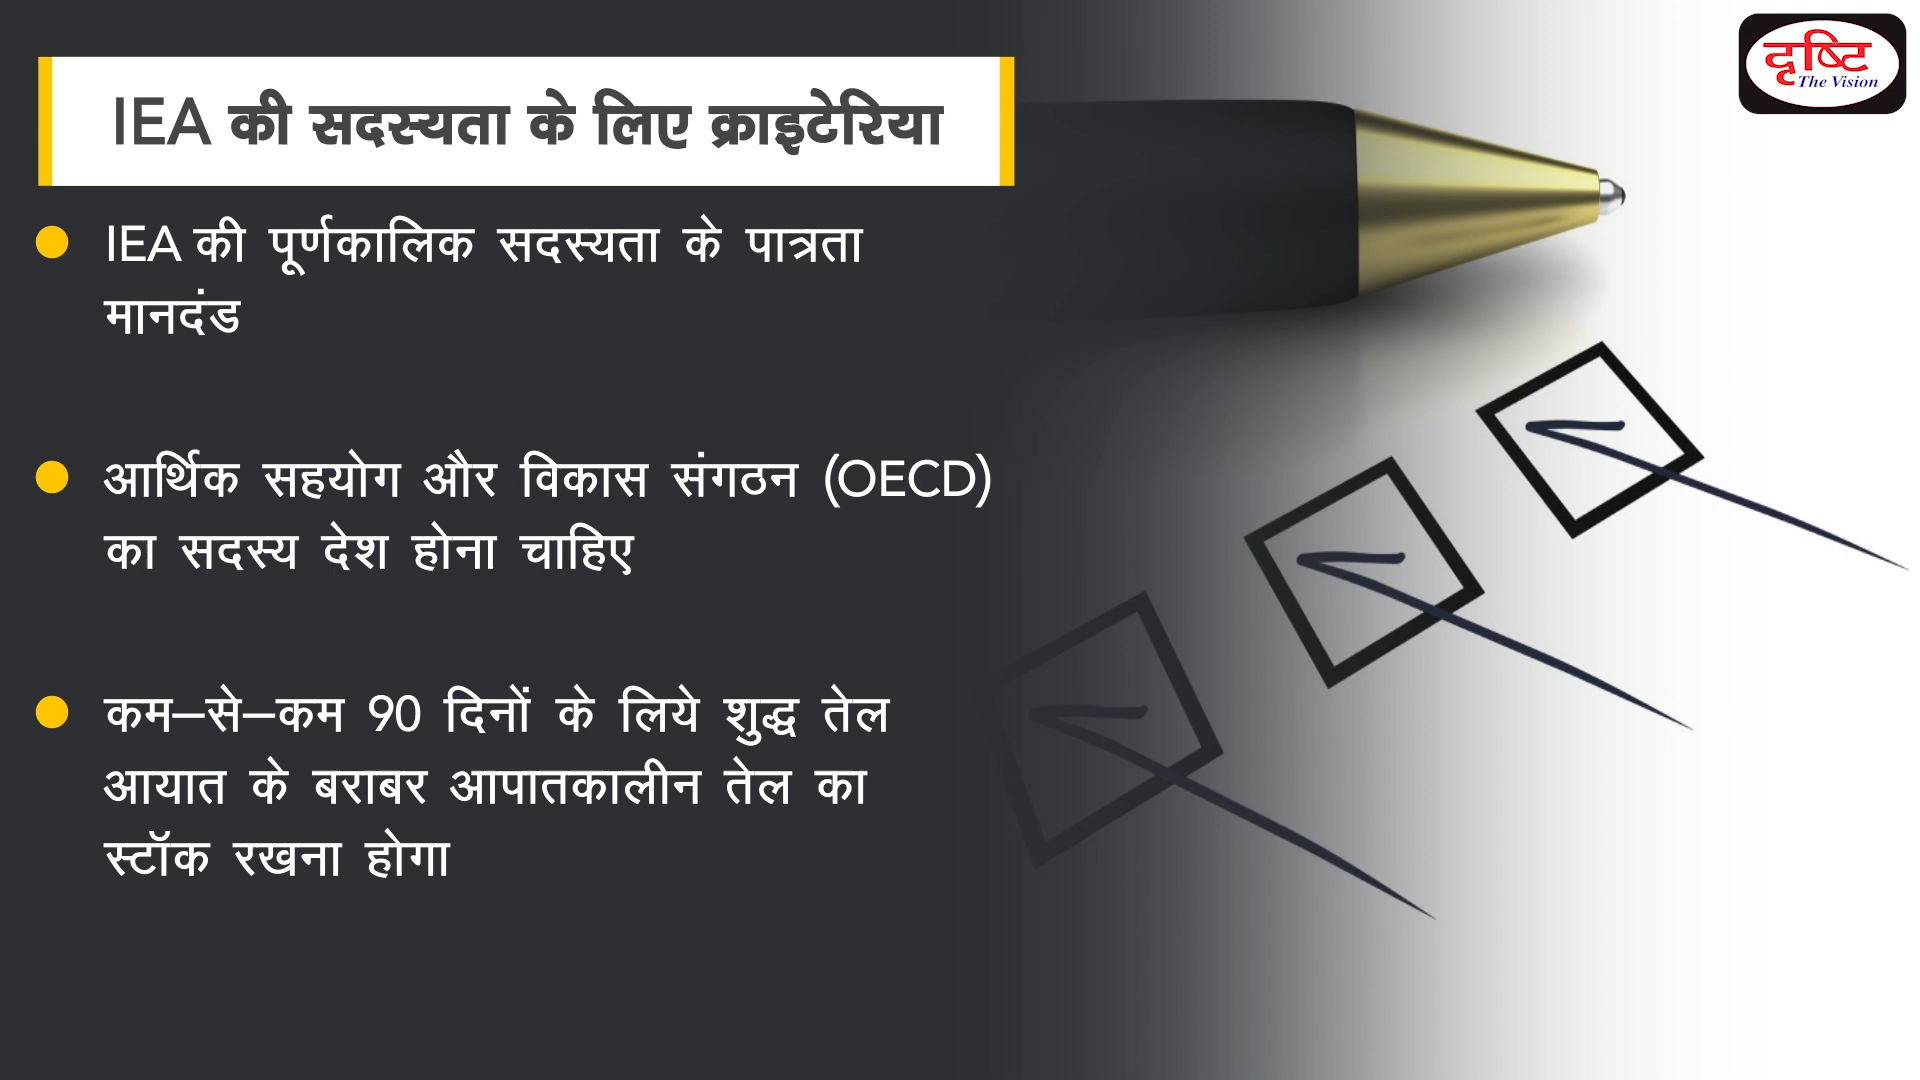 दृष्टि
The Vision
IEA की सदस्यता के लिए क्राइटेरिया
IEA की पूर्णकालिक सदस्यता के पात्रता
मानदंड
आर्थिक सहयोग और विकास संगठन (OECD)
का सदस्य देश होना चाहिए
कम–से–कम 90 दिनों के लिये शुद्ध तेल
आयात के बराबर आपातकालीन तेल का
स्टॉक रखना होगा